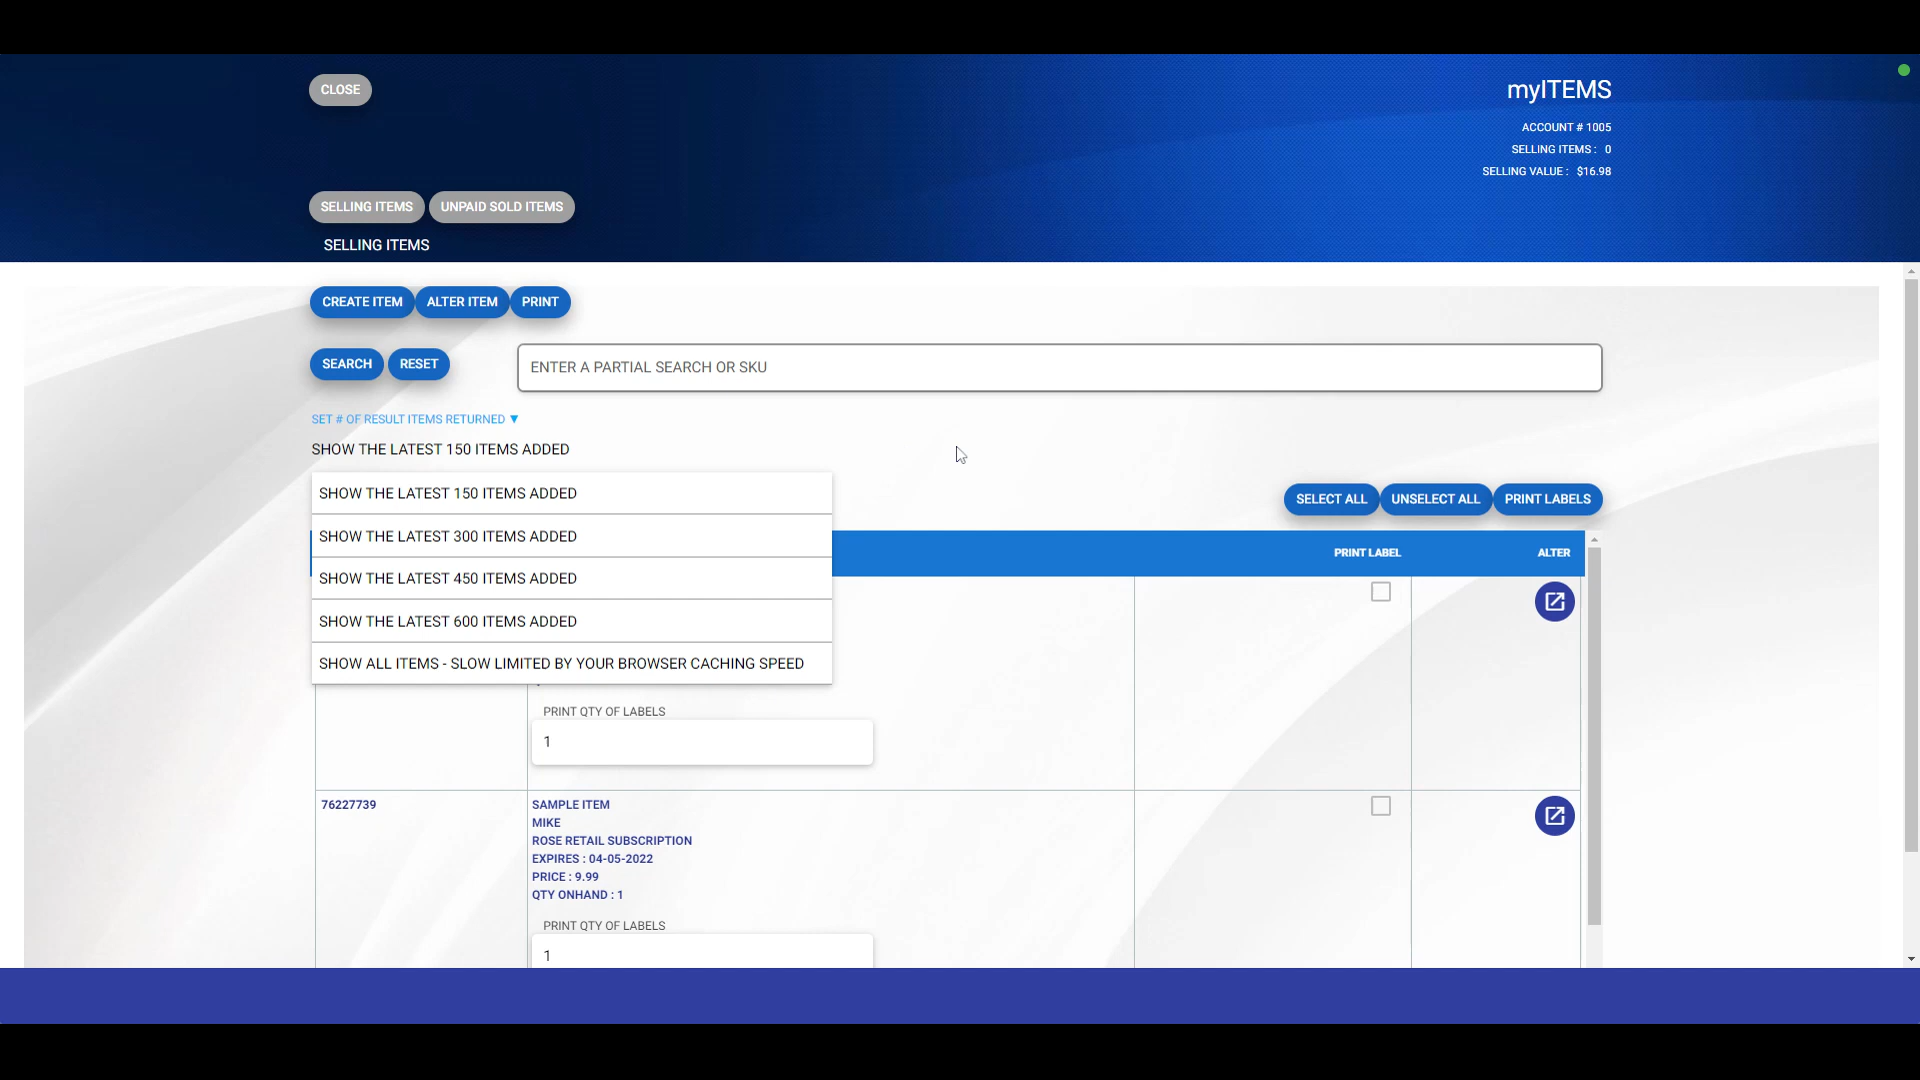 CLOSE
myITEMS
ACCOUNT # 1005
SELLING ITEMS : 0
SELLING VALUE : $16.98
SELLING ITEMS UNPAID SOLD ITEMS
SELLING ITEMS
CREATE ITEM ALTER ITEM PRINT
SEARCH RESET ENTER A PARTIAL SEARCH OR SKU
SET # OF RESULT ITEMS RETURNED ▼
SHOW THE LATEST 150 ITEMS ADDED
SHOW THE LATEST 150 ITEMS ADDED
SELECT ALL UNSELECT ALL PRINT LABELS
SHOW THE LATEST 300 ITEMS ADDED
PRINT LABEL ALTER
SHOW THE LATEST 450 ITEMS ADDED
SHOW THE LATEST 600 ITEMS ADDED
SHOW ALL ITEMS - SLOW LIMITED BY YOUR BROWSER CACHING SPEED
PRINT QTY OF LABELS
1
76227739 SAMPLE ITEM
MIKE
ROSE RETAIL SUBSCRIPTION
EXPIRES : 04-05-2022
PRICE : 9.99
QTY ONHAND : 1
PRINT QTY OF LABELS
1